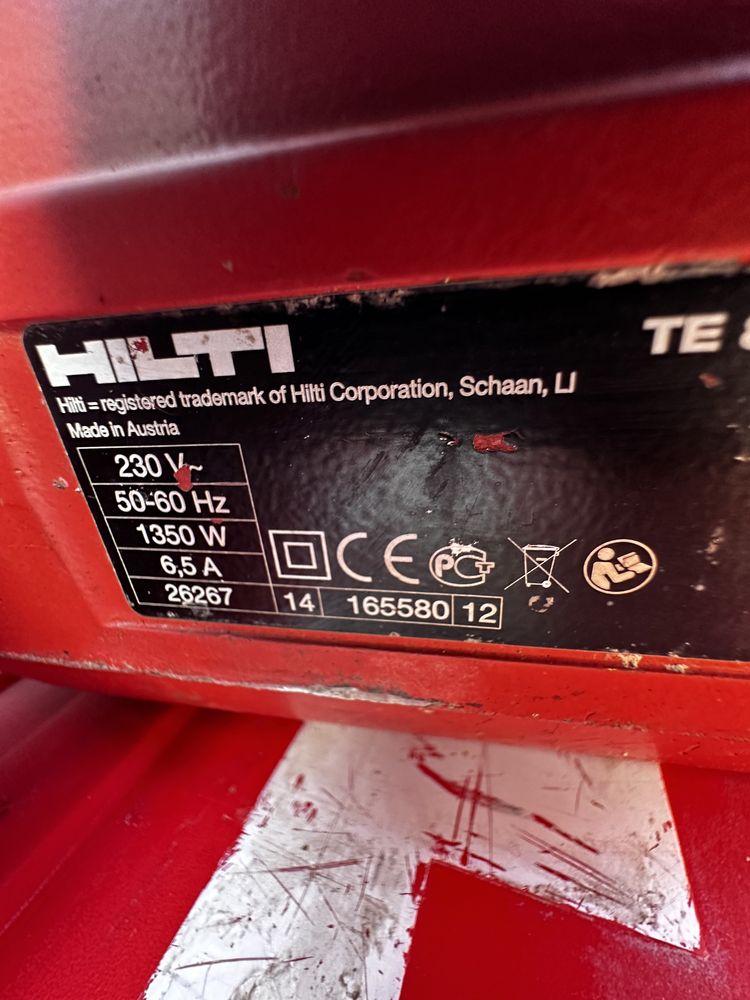 HILTI
TE
Hilti = registered trademark of Hilti Corporation, Schaan, LI
Made in Austria
230 V~
50-60 Hz
1350 W
6,5 A
26267 14 165580 12
CE
PCT